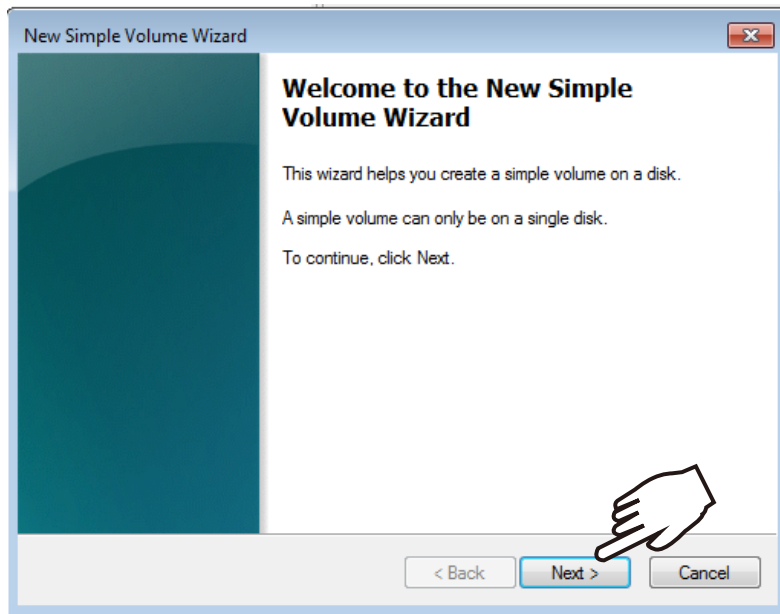 New Simple Volume Wizard
Welcome to the New Simple
Volume Wizard
This wizard helps you create a simple volume on a disk.
A simple volume can only be on a single disk.
To continue, click Next.
< Back Next > Cancel